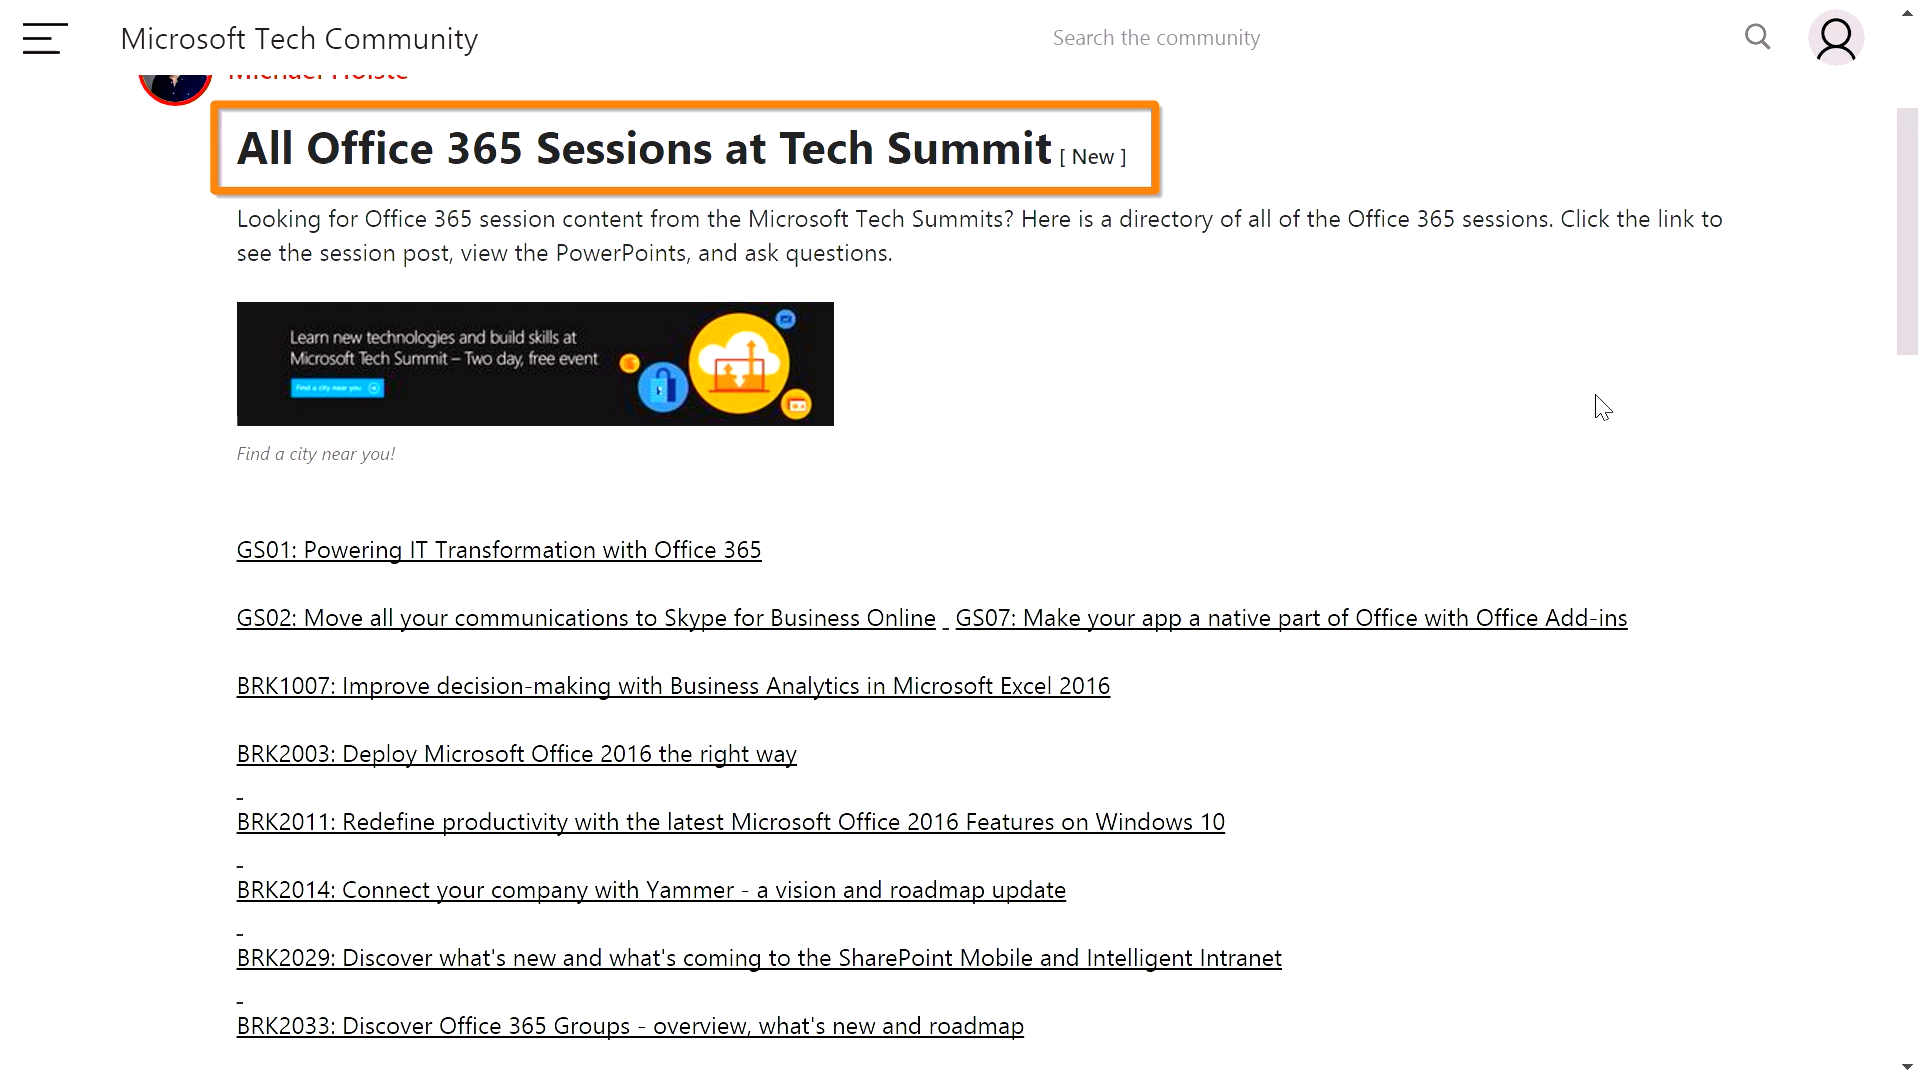 Microsoft Tech Community
Search the community
All Office 365 Sessions at Tech Summit [ New ]
Looking for Office 365 session content from the Microsoft Tech Summits? Here is a directory of all of the Office 365 sessions. Click the link to
see the session post, view the PowerPoints, and ask questions.
Learn new technologies and build skills at
Microsoft Tech Summit – Two day, free event
Find a city near you
Find a city near you!
GS01: Powering IT Transformation with Office 365
GS02: Move all your communications to Skype for Business Online GS07: Make your app a native part of Office with Office Add-ins
BRK1007: Improve decision-making with Business Analytics in Microsoft Excel 2016
BRK2003: Deploy Microsoft Office 2016 the right way
BRK2011: Redefine productivity with the latest Microsoft Office 2016 Features on Windows 10
BRK2014: Connect your company with Yammer - a vision and roadmap update
BRK2029: Discover what's new and what's coming to the SharePoint Mobile and Intelligent Intranet
BRK2033: Discover Office 365 Groups - overview, what's new and roadmap